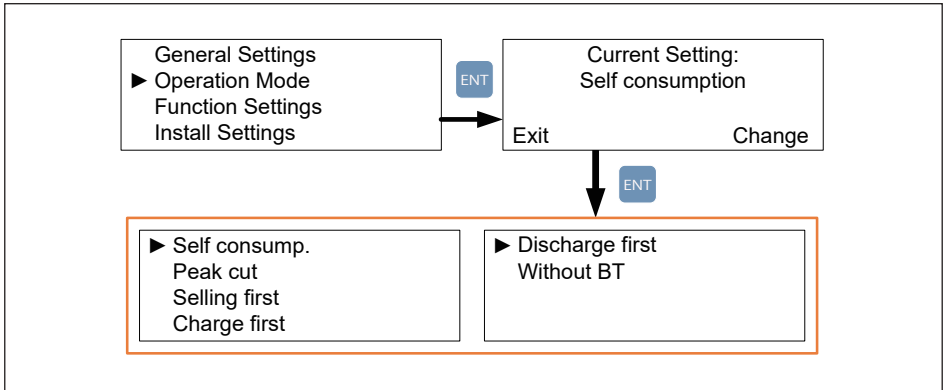 General Settings
► Operation Mode
Function Settings
Install Settings
ENT
Current Setting:
Self consumption
Exit Change
ENT
► Self consump.
Peak cut
Selling first
Charge first
► Discharge first
Without BT